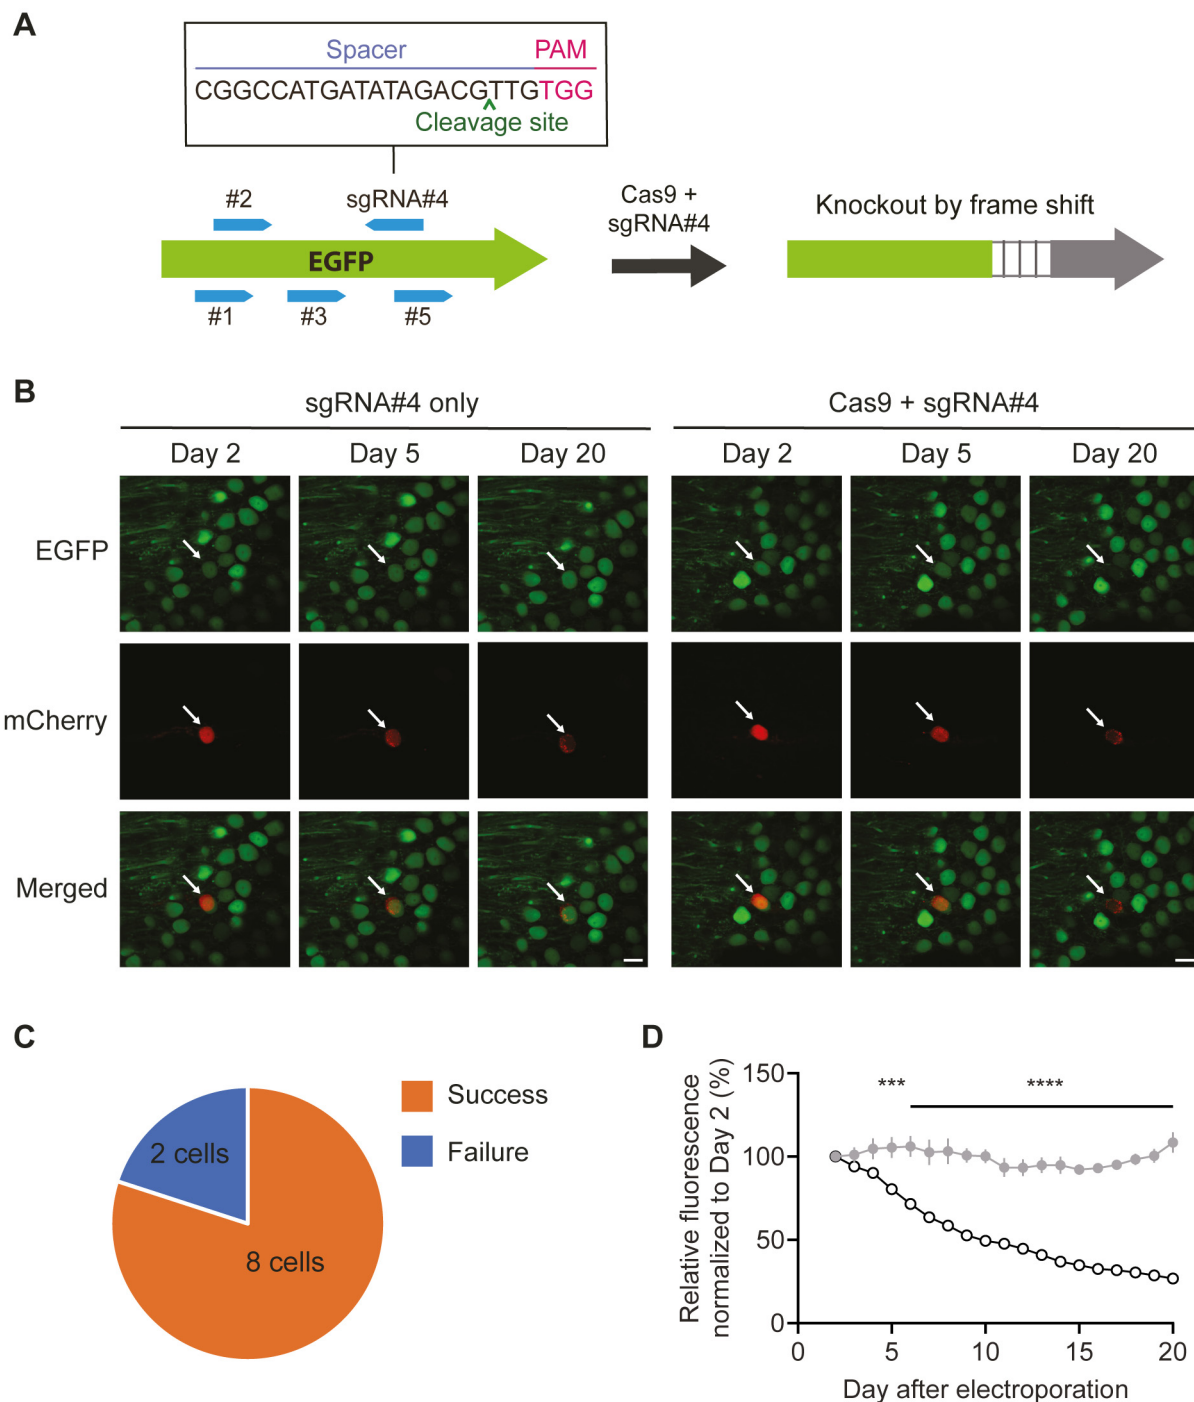 A
Spacer
PAM
CGGCCATGATATAGACGTTGTGG
Cleavage site
#2
sgRNA#4
EGFP
#1
#3
#5
Cas9 +
sgRNA#4
Knockout by frame shift
B
sgRNA#4 only
Cas9 + sgRNA#4
Day 2
Day 5
Day 20
Day 2
Day 5
Day 20
EGFP
mCherry
Merged
C
2 cells
8 cells
Success
Failure
D
Relative fluorescence
normalized to Day 2 (%)
150
100
50
0
***
****
0
5
10
15
20
Day after electroporation